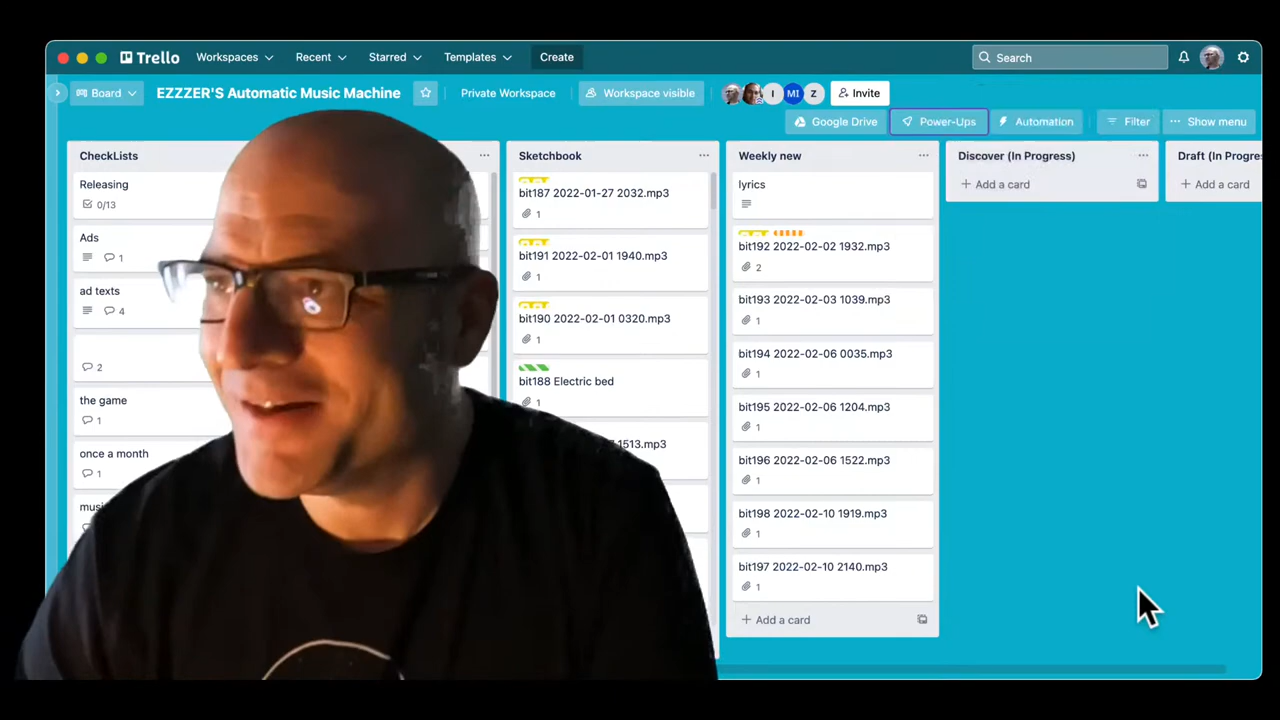 Trello Workspaces Recent Starred Templates Create Search
Board EZZZER'S Automatic Music Machine Private Workspace Workspace visible I MI Z Invite
Google Drive Power-Ups Automation Filter ··· Show menu
CheckLists
Releasing
0/13
Ads
1
ad texts
4
2
the game
1
once a month
1
Sketchbook
bit187 2022-01-27 2032.mp3
1
bit191 2022-02-01 1940.mp3
1
bit190 2022-02-01 0320.mp3
1
bit188 Electric bed
1
1513.mp3
Weekly new
lyrics
bit192 2022-02-02 1932.mp3
2
bit193 2022-02-03 1039.mp3
1
bit194 2022-02-06 0035.mp3
1
bit195 2022-02-06 1204.mp3
1
bit196 2022-02-06 1522.mp3
1
bit198 2022-02-10 1919.mp3
1
bit197 2022-02-10 2140.mp3
1
+ Add a card
Discover (In Progress)
+ Add a card
Draft (In Progre
+ Add a card